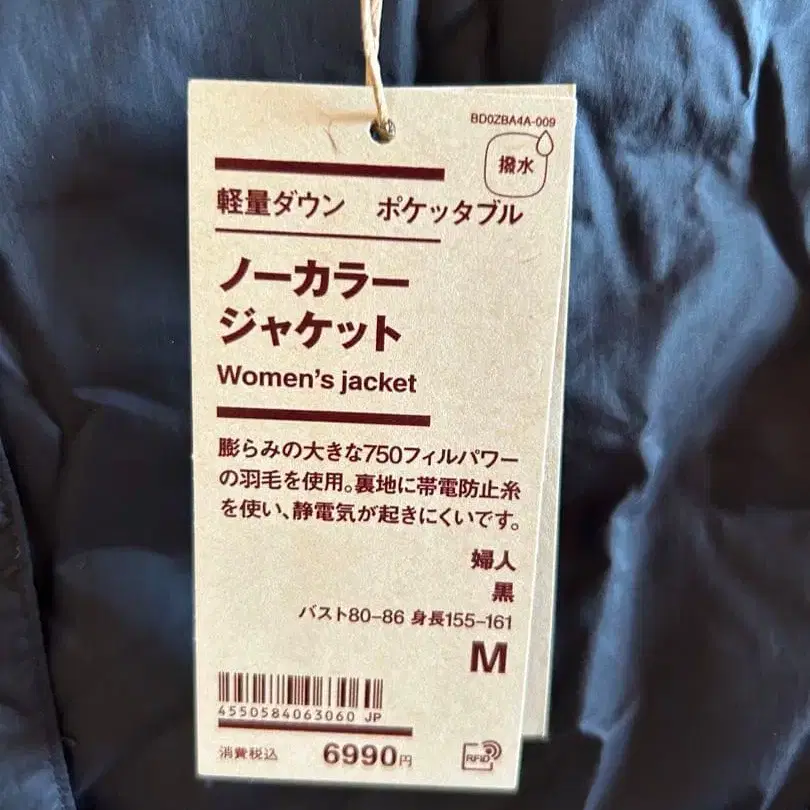 BD0ZBA4A-009
撥水
軽量ダウン ポケッタブル
ノーカラー
ジャケット
Women's jacket
膨らみの大きな750フィルパワー
の羽毛を使用。裏地に帯電防止糸
を使い、静電気が起きにくいです。
婦人
黒
バスト80–86 身長155–161
M
4550584063060 JP
消費税込 6990円
RFID